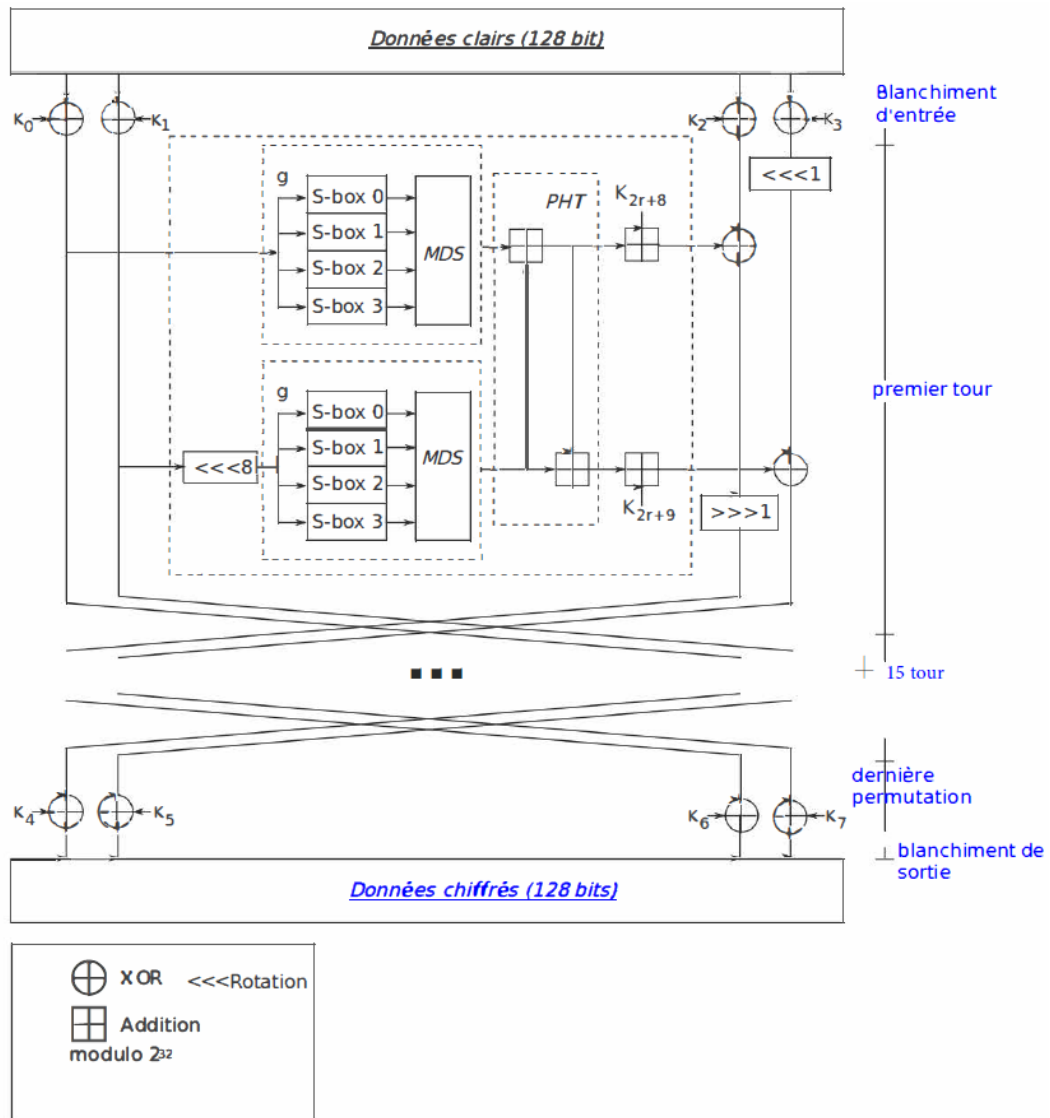 Données clairs (128 bit)
K0
K1
K2
K3
Blanchiment
d'entrée
<<<1
g
S-box 0
S-box 1
S-box 2
S-box 3
MDS
PHT
K2r+8
premier tour
g
<<<8
S-box 0
S-box 1
S-box 2
S-box 3
MDS
K2r+9
>>>1
...
15 tour
dernière
permutation
K4
K5
K6
K7
blanchiment de
sortie
Données chiffrés (128 bits)
XOR <<<Rotation
Addition
modulo 2³²